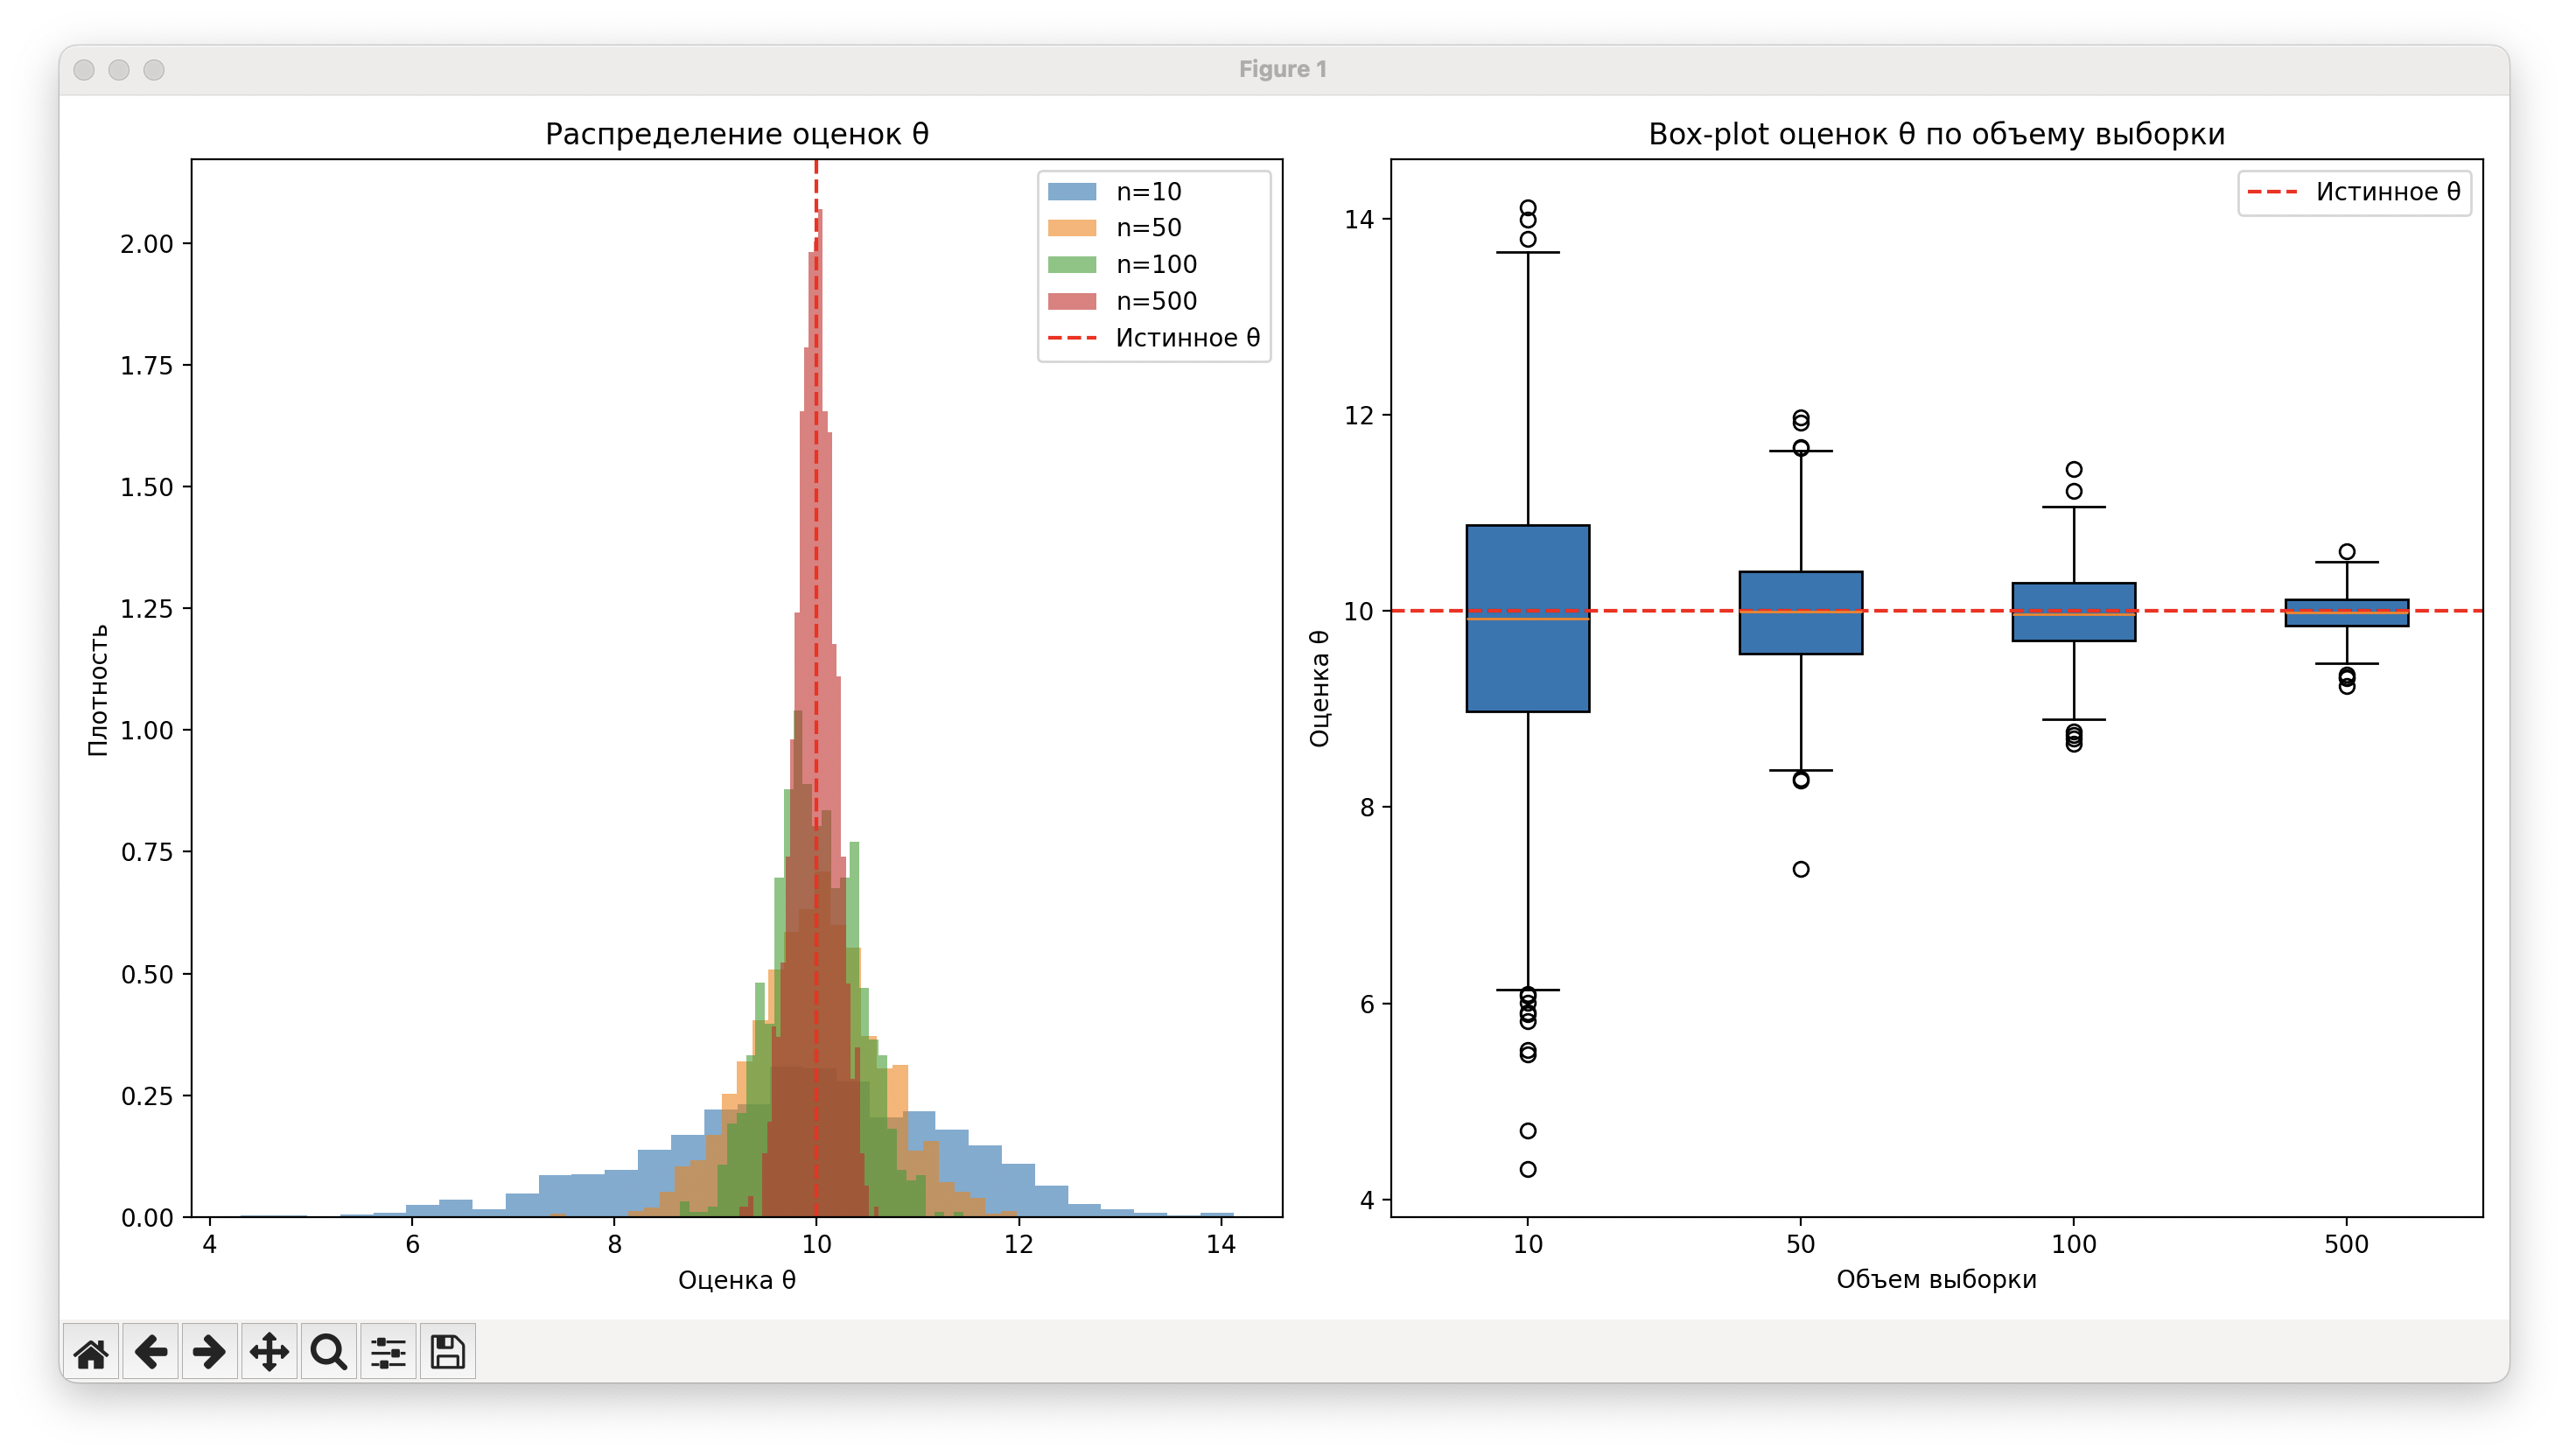 Figure 1
Распределение оценок θ
2.00
1.75
1.50
1.25
1.00
0.75
0.50
0.25
0.00
Плотность
4 6 8 10 12 14
Оценка θ
n=10
n=50
n=100
n=500
Истинное θ
Box-plot оценок θ по объему выборки
14
12
10
8
6
4
Оценка θ
10 50 100 500
Объем выборки
Истинное θ